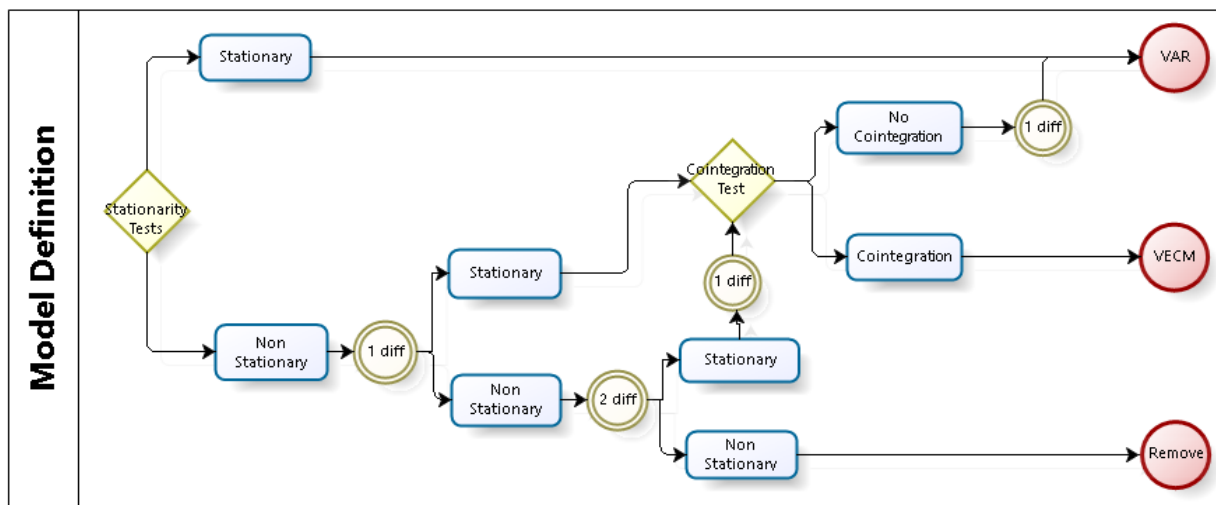 Model Definition
Stationary
VAR
No
Cointegration
1 diff
Cointegration
Test
Stationarity
Tests
Cointegration
VECM
Stationary
1 diff
Non
Stationary
1 diff
Stationary
Non
Stationary
2 diff
Non
Stationary
Remove